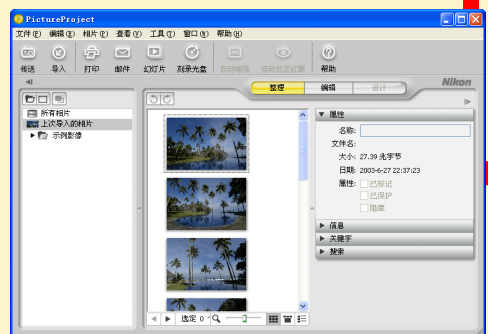 PictureProject
文件(F) 编辑(E) 相片(P) 查看(V) 工具(T) 窗口(W) 帮助(H)
传送 导入 打印 邮件 幻灯片 刻录光盘 自动增强 自动修正红眼 帮助
整理 编辑 设计 Nikon
所有相片
上次导入的相片
示例影像
属性
名称:
文件名:
大小: 27.39 兆字节
日期: 2003-6-27 22:37:23
属性: 已标记
已保护
隐藏
信息
关键字
搜索
选定 0